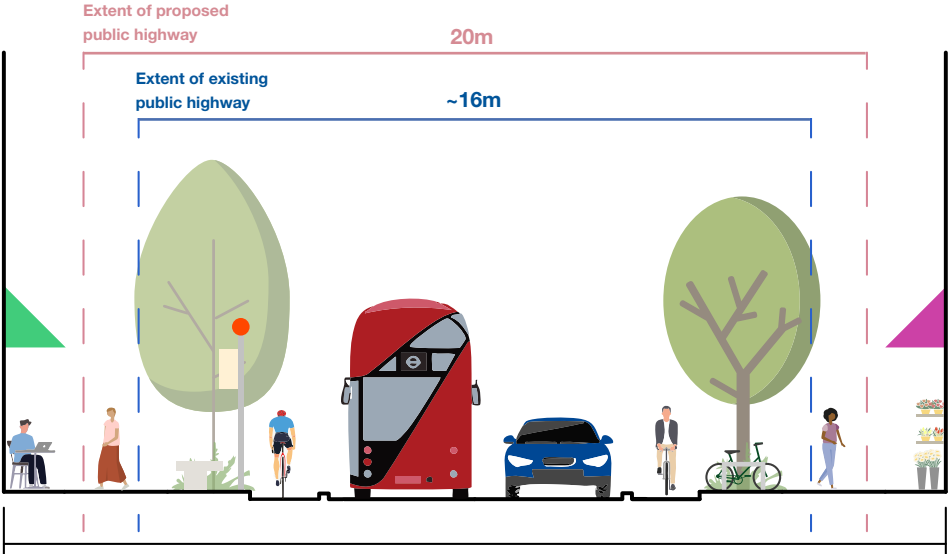 Extent of proposed
public highway
20m
Extent of existing
public highway
~16m